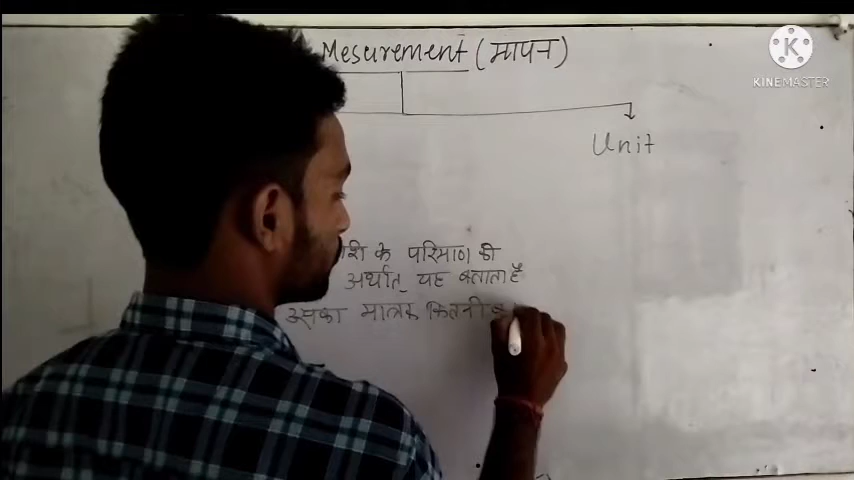 Mesurement (मापन)
K
KINEMASTER
Unit
के परिमाण को
अर्थात् यह बताता है
उसका मात्रक कितनी